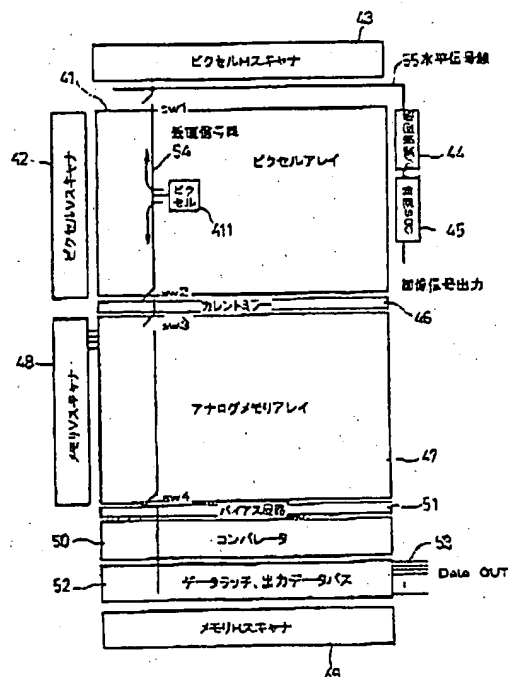 43
ピクセルHスキャナ
55水平信号線
41
sw1
垂直信号線
42
ピクセルVスキャナ
54
ピクセルアレイ
ピク
セル
411
44
45
sw2
画像信号出力
カレントミラー
46
48
sw3
メモリVスキャナ
アナログメモリアレイ
47
sw4
バイアス回路
51
50
コンパレータ
53
52
データラッチ、出力データバス
Data OUT
メモリHスキャナ
49